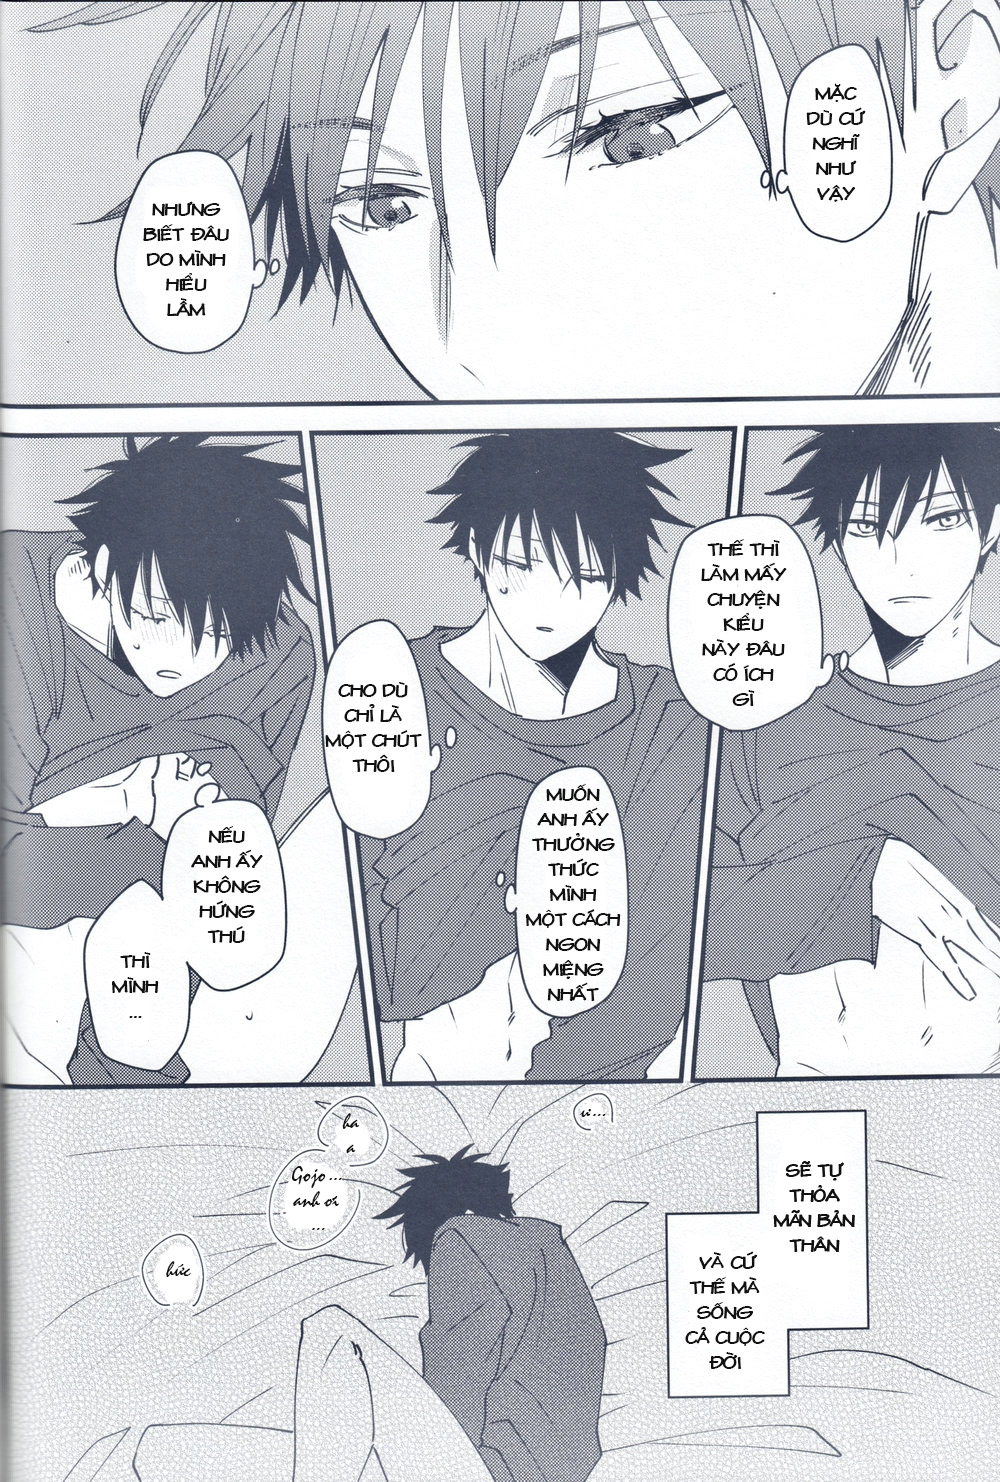 MẶC
DÙ CỨ
NGHĨ
NHƯ
VẬY
NHƯNG
BIẾT ĐÂU
DO MÌNH
HIỂU
LẦM
THẾ THÌ
LÀM MẤY
CHUYỆN
KIỂU
NÀY ĐÂU
CÓ ÍCH
GÌ
CHO DÙ
CHỈ LÀ
MỘT CHÚT
THÔI
MUỐN
ANH ẤY
THƯỞNG
THỨC
MÌNH
MỘT CÁCH
NGON
MIỆNG
NHẤT
NẾU
ANH ẤY
KHÔNG
HỨNG
THÚ
THÌ
MÌNH
...
SẼ TỰ
THỎA
MÃN BẢN
THÂN
VÀ CỨ
THẾ MÀ
SỐNG
CẢ CUỘC
ĐỜI
ư...
ha
a
Gojo ...
anh ơi
...
hức